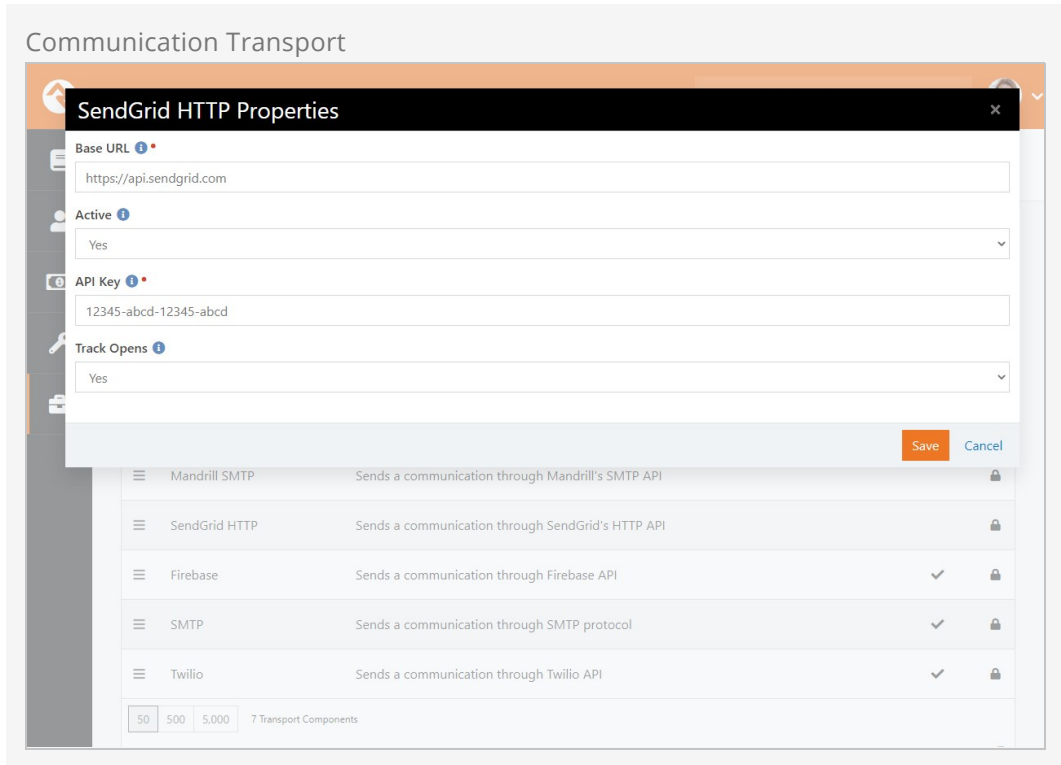 Communication Transport
SendGrid HTTP Properties
Base URL
https://api.sendgrid.com
Active
Yes
API Key
12345-abcd-12345-abcd
Track Opens
Yes
Save Cancel
Mandrill SMTP Sends a communication through Mandrill's SMTP API
SendGrid HTTP Sends a communication through SendGrid's HTTP API
Firebase Sends a communication through Firebase API
SMTP Sends a communication through SMTP protocol
Twilio Sends a communication through Twilio API
50 500 5,000 7 Transport Components